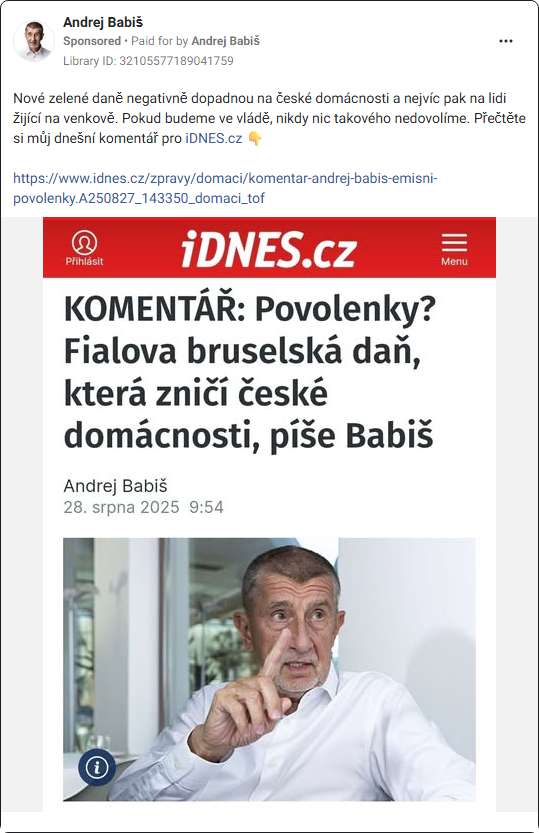 Andrej Babiš
Sponsored • Paid for by Andrej Babiš
Library ID: 32105577189041759
Nové zelené daně negativně dopadnou na české domácnosti a nejvíc pak na lidi
žijící na venkově. Pokud budeme ve vládě, nikdy nic takového nedovolíme. Přečtěte
si můj dnešní komentář pro iDNES.cz 👇
https://www.idnes.cz/zpravy/domaci/komentar-andrej-babis-emisni-
povolenky.A250827_143350_domaci_tof
Přihlásit
iDNES.cz
Menu
KOMENTÁŘ: Povolenky?
Fialova bruselská daň,
která zničí české
domácnosti, píše Babiš
Andrej Babiš
28. srpna 2025 9:54